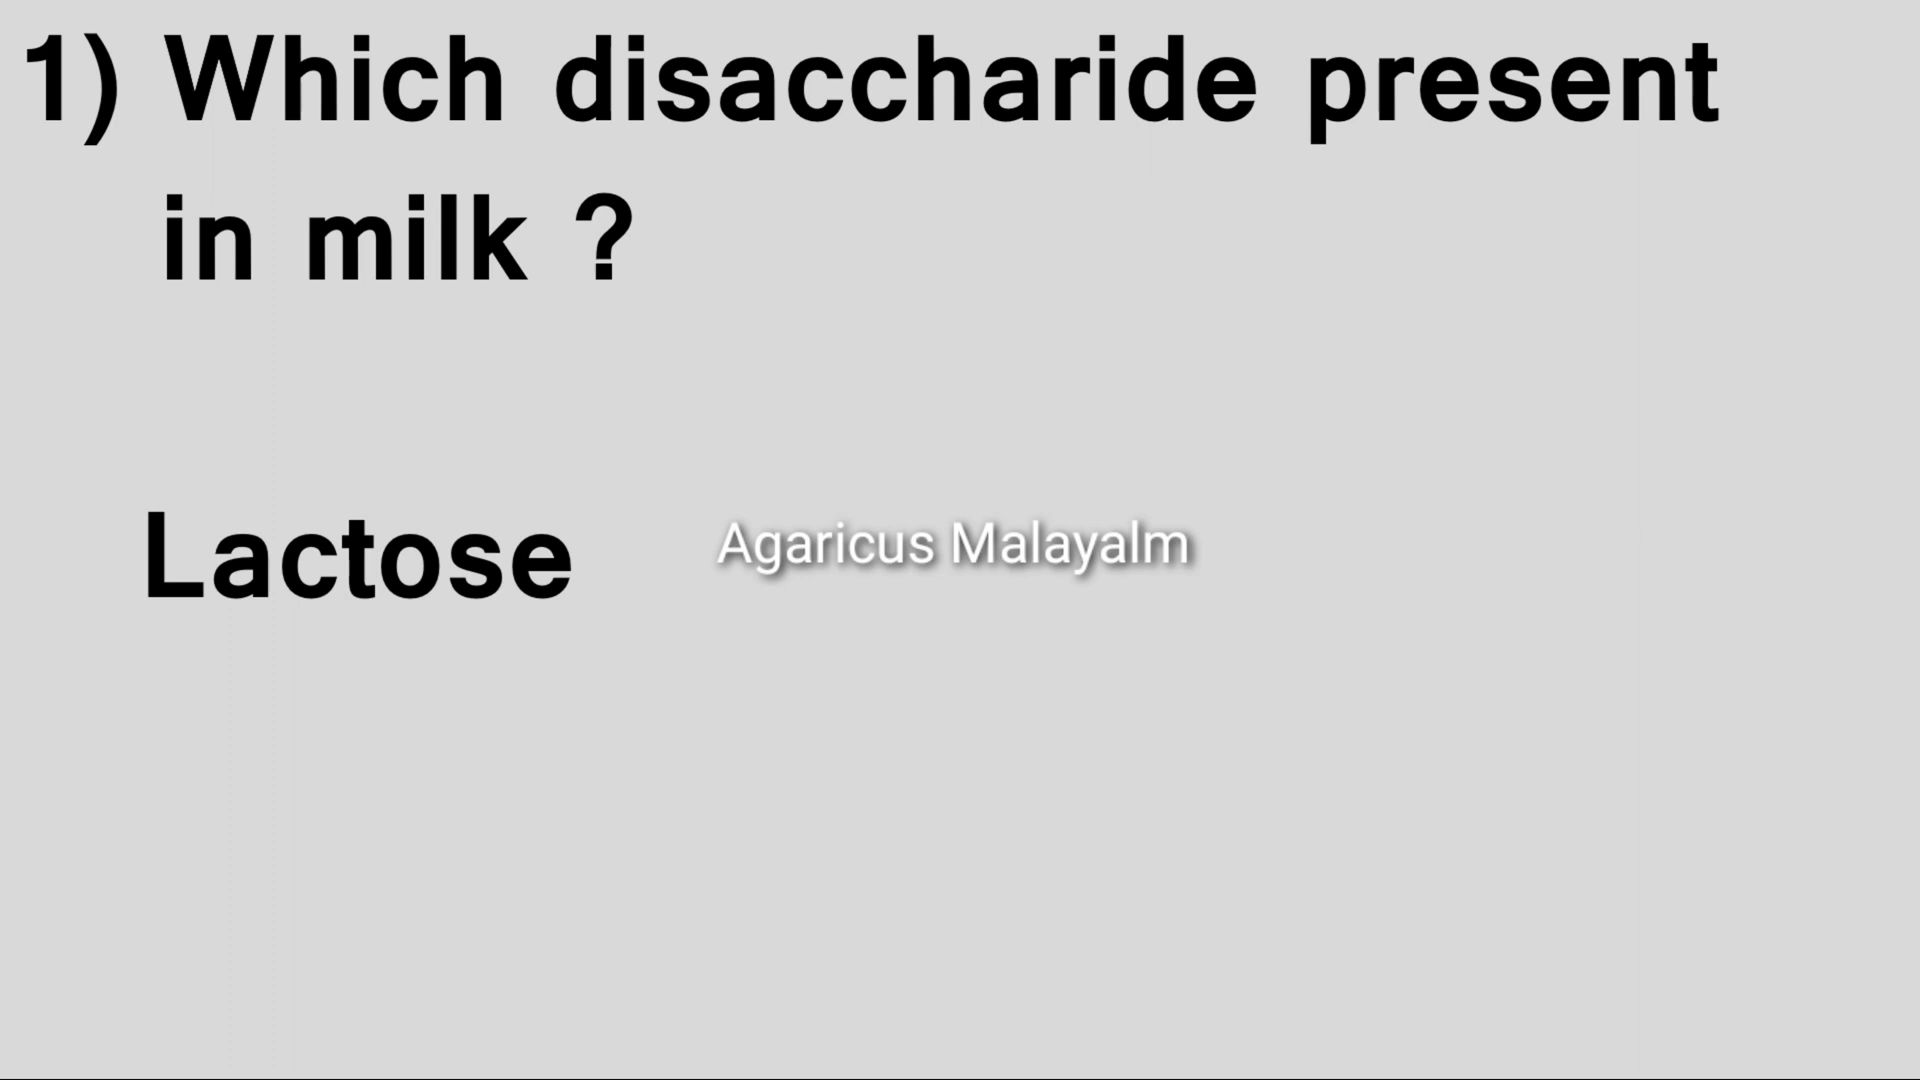 1) Which disaccharide present
in milk ?
Lactose
Agaricus Malayalm